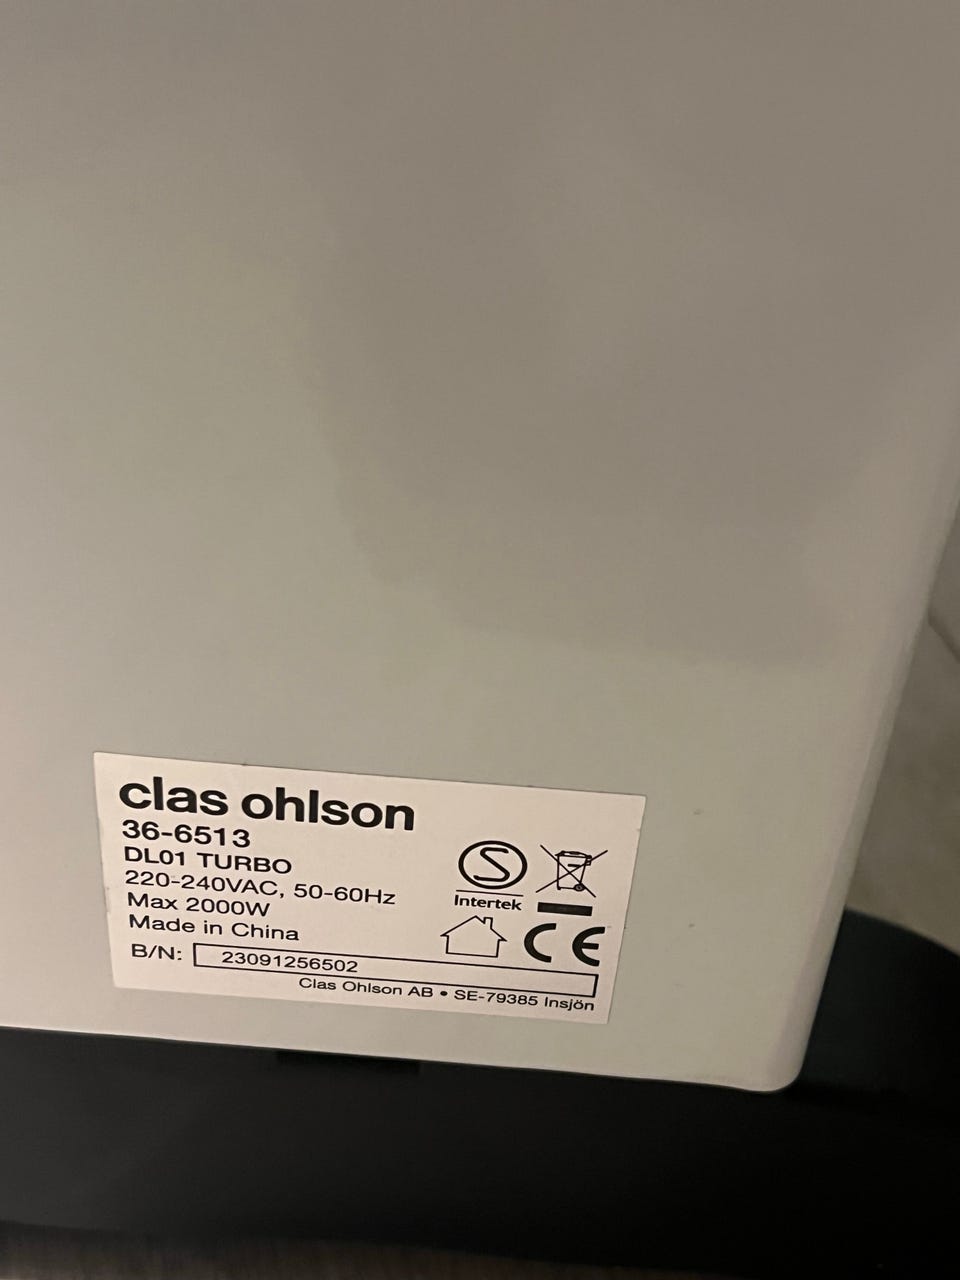 clas ohlson
36-6513
DL01 TURBO
220-240VAC, 50-60Hz
Max 2000W
Made in China
B/N: 23091256502
Clas Ohlson AB • SE-79385 Insjön
S
Intertek
CE